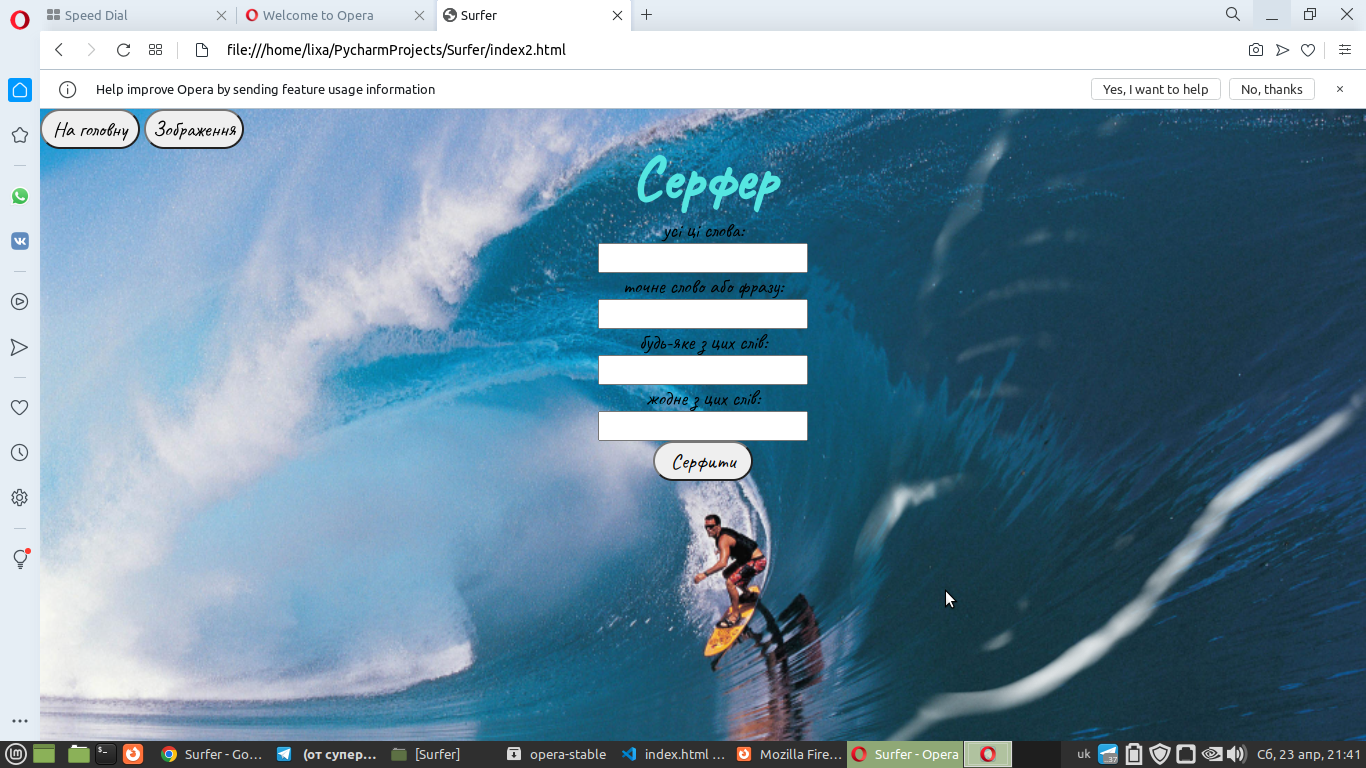 Speed Dial
Welcome to Opera
Surfer
file:///home/lixa/PycharmProjects/Surfer/index2.html
Help improve Opera by sending feature usage information
Yes, I want to help
No, thanks
На головну
Зображення
Серфер
усі ці слова:
точне слово або фразу:
будь-яке з цих слів:
жодне з цих слів:
Серфити
Surfer - Go...
(от супер...
[Surfer]
opera-stable
index.html ...
Mozilla Fire...
Surfer - Opera
uk
37
Сб, 23 апр, 21:41